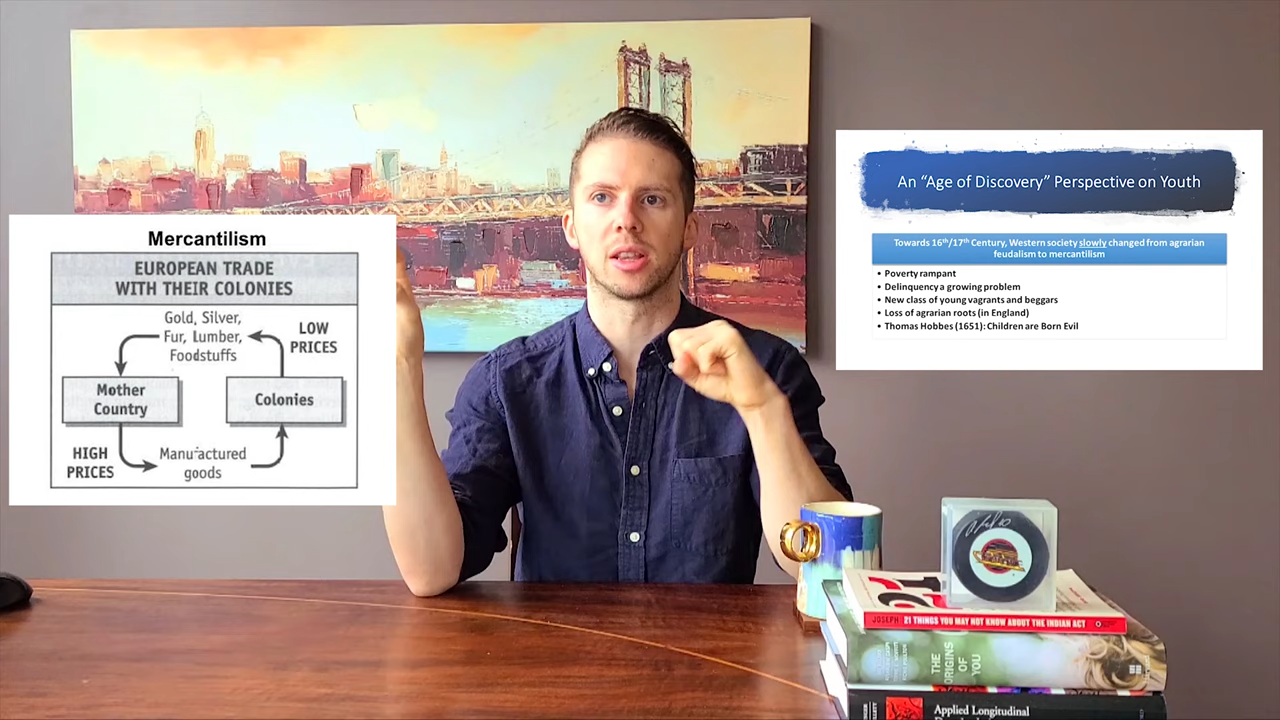 Mercantilism
EUROPEAN TRADE
WITH THEIR COLONIES
Gold, Silver,
Fur, Lumber,
Foodstuffs
LOW
PRICES
Mother
Country
Colonies
HIGH
PRICES
Manufactured
goods
An “Age of Discovery” Perspective on Youth
Towards 16th/17th Century, Western society slowly changed from agrarian
feudalism to mercantilism
• Poverty rampant
• Delinquency a growing problem
• New class of young vagrants and beggars
• Loss of agrarian roots (in England)
• Thomas Hobbes (1651): Children are Born Evil
JOSEPH 21 THINGS YOU MAY NOT KNOW ABOUT THE INDIAN ACT
THE
ORIGINS
OF
YOU
Applied Longitudinal